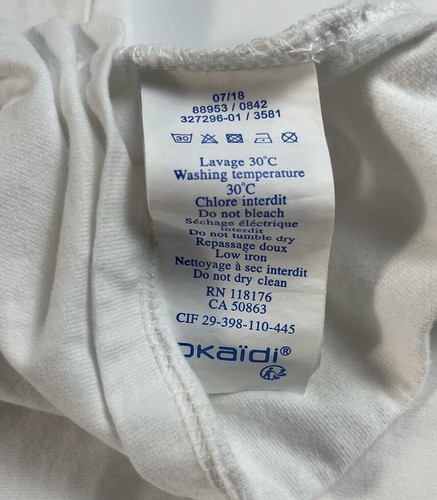 07/18
88953 / 0842
327296-01 / 3581
30
Lavage 30°C
Washing temperature
30°C
Chlore interdit
Do not bleach
Séchage éléctrique
interdit
Do not tumble dry
Repassage doux
Low iron
Nettoyage à sec interdit
Do not dry clean
RN 118176
CA 50863
CIF 29-398-110-445
okaïdi®